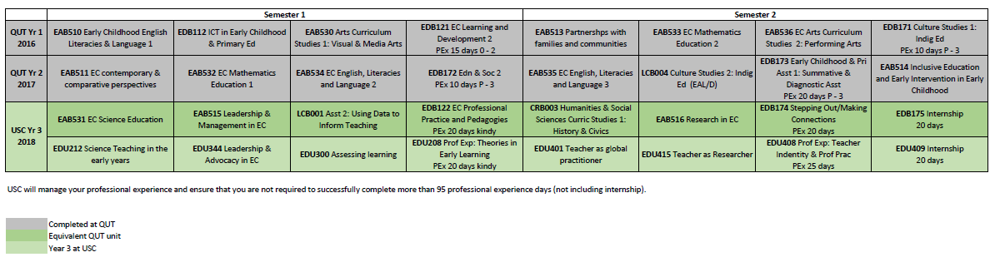 Semester 1 Semester 2
QUT Yr 1
2016
EAB510 Early Childhood English
Literacies & Language 1
EDB112 ICT in Early Childhood
& Primary Ed
EAB530 Arts Curriculum
Studies 1: Visual & Media Arts
EDB121 EC Learning and
Development 2
PEx 15 days 0 - 2
EAB513 Partnershps with
families and communities
EAB533 EC Mathematics
Education 2
EAB536 EC Arts Curriculum
Studies 2: Performing Arts
EDB171 Culture Studies 1:
Indig Ed
PEx 10 days P - 3
QUT Yr 2
2017
EAB511 EC contemporary &
comparative perspectives
EAB532 EC Mathematics
Education 1
EAB534 EC English, Literacies
and Language 2
EDB172 Edn & Soc 2
PEx 10 days P - 3
EAB535 EC English, Literacies
and Language 3
LCB004 Culture Studies 2: Indig
Ed (EAL/D)
EDB173 Early Childhood & Pri
Asst 1: Summative &
Diagnostic Asst
PEx 20 days P - 3
EAB514 Inclusive Education
and Early Intervention in Early
Childhood
USC Yr 3
2018
EAB531 EC Science Education
EAB515 Leadership &
Management in EC
LCB001 Asst 2: Using Data to
Inform Teaching
EDB122 EC Professional
Practice and Pedagogies
PEx 20 days kindy
CRB003 Humanities & Social
Sciences Curric Studies 1:
History & Civics
EAB516 Research in EC
EDB174 Stepping Out/Making
Connections
PEx 20 days
EDB175 Internship
20 days
EDU212 Science Teaching in the
early years
EDU344 Leadership &
Advocacy in EC
EDU300 Assessing learning
EDU208 Prof Exp: Theories in
Early Learning
PEx 20 days kindy
EDU401 Teacher as global
practitioner
EDU415 Teacher as Researcher
EDU408 Prof Exp: Teacher
Indentity & Prof Prac
PEx 25 days
EDU409 Internship
20 days
USC will manage your professional experience and ensure that you are not required to successfully complete more than 95 professional experience days (not including internship).
Completed at QUT
Equivalent QUT unit
Year 3 at USC